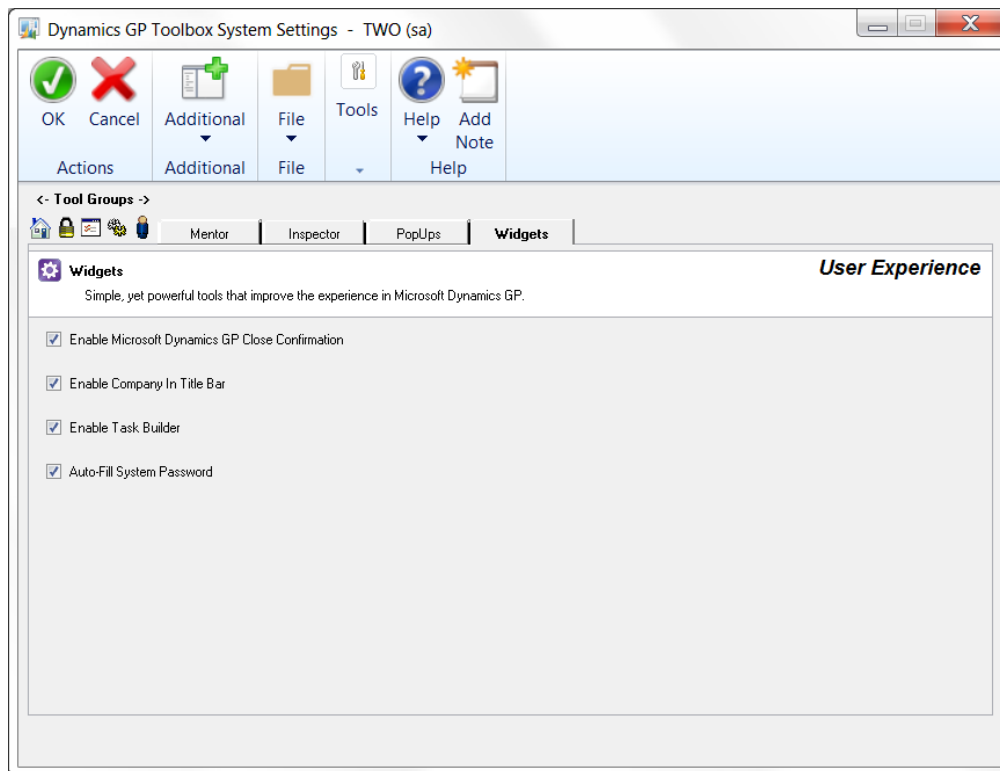 Dynamics GP Toolbox System Settings - TWO (sa)
OK Cancel Additional File Tools Help Add Note
Actions Additional File Help
<- Tool Groups ->
Mentor Inspector PopUps Widgets
Widgets User Experience
Simple, yet powerful tools that improve the experience in Microsoft Dynamics GP.
Enable Microsoft Dynamics GP Close Confirmation
Enable Company In Title Bar
Enable Task Builder
Auto-Fill System Password